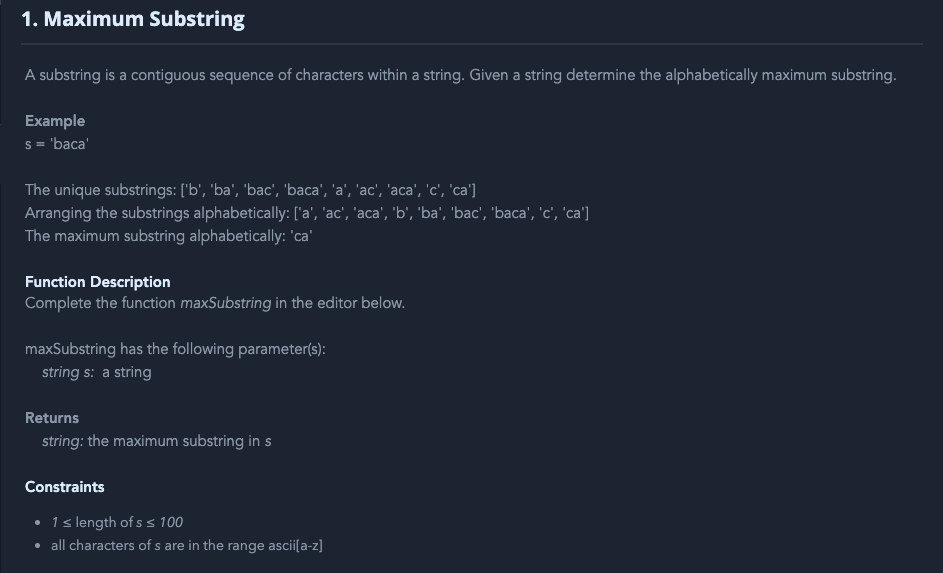 1. Maximum Substring
A substring is a contiguous sequence of characters within a string. Given a string determine the alphabetically maximum substring.
Example
s = 'baca'
The unique substrings: ['b', 'ba', 'bac', 'baca', 'a', 'ac', 'aca', 'c', 'ca']
Arranging the substrings alphabetically: ['a', 'ac', 'aca', 'b', 'ba', 'bac', 'baca', 'c', 'ca']
The maximum substring alphabetically: 'ca'
Function Description
Complete the function maxSubstring in the editor below.
maxSubstring has the following parameter(s):
string s: a string
Returns
string: the maximum substring in s
Constraints
• 1 ≤ length of s ≤ 100
• all characters of s are in the range ascii[a-z]